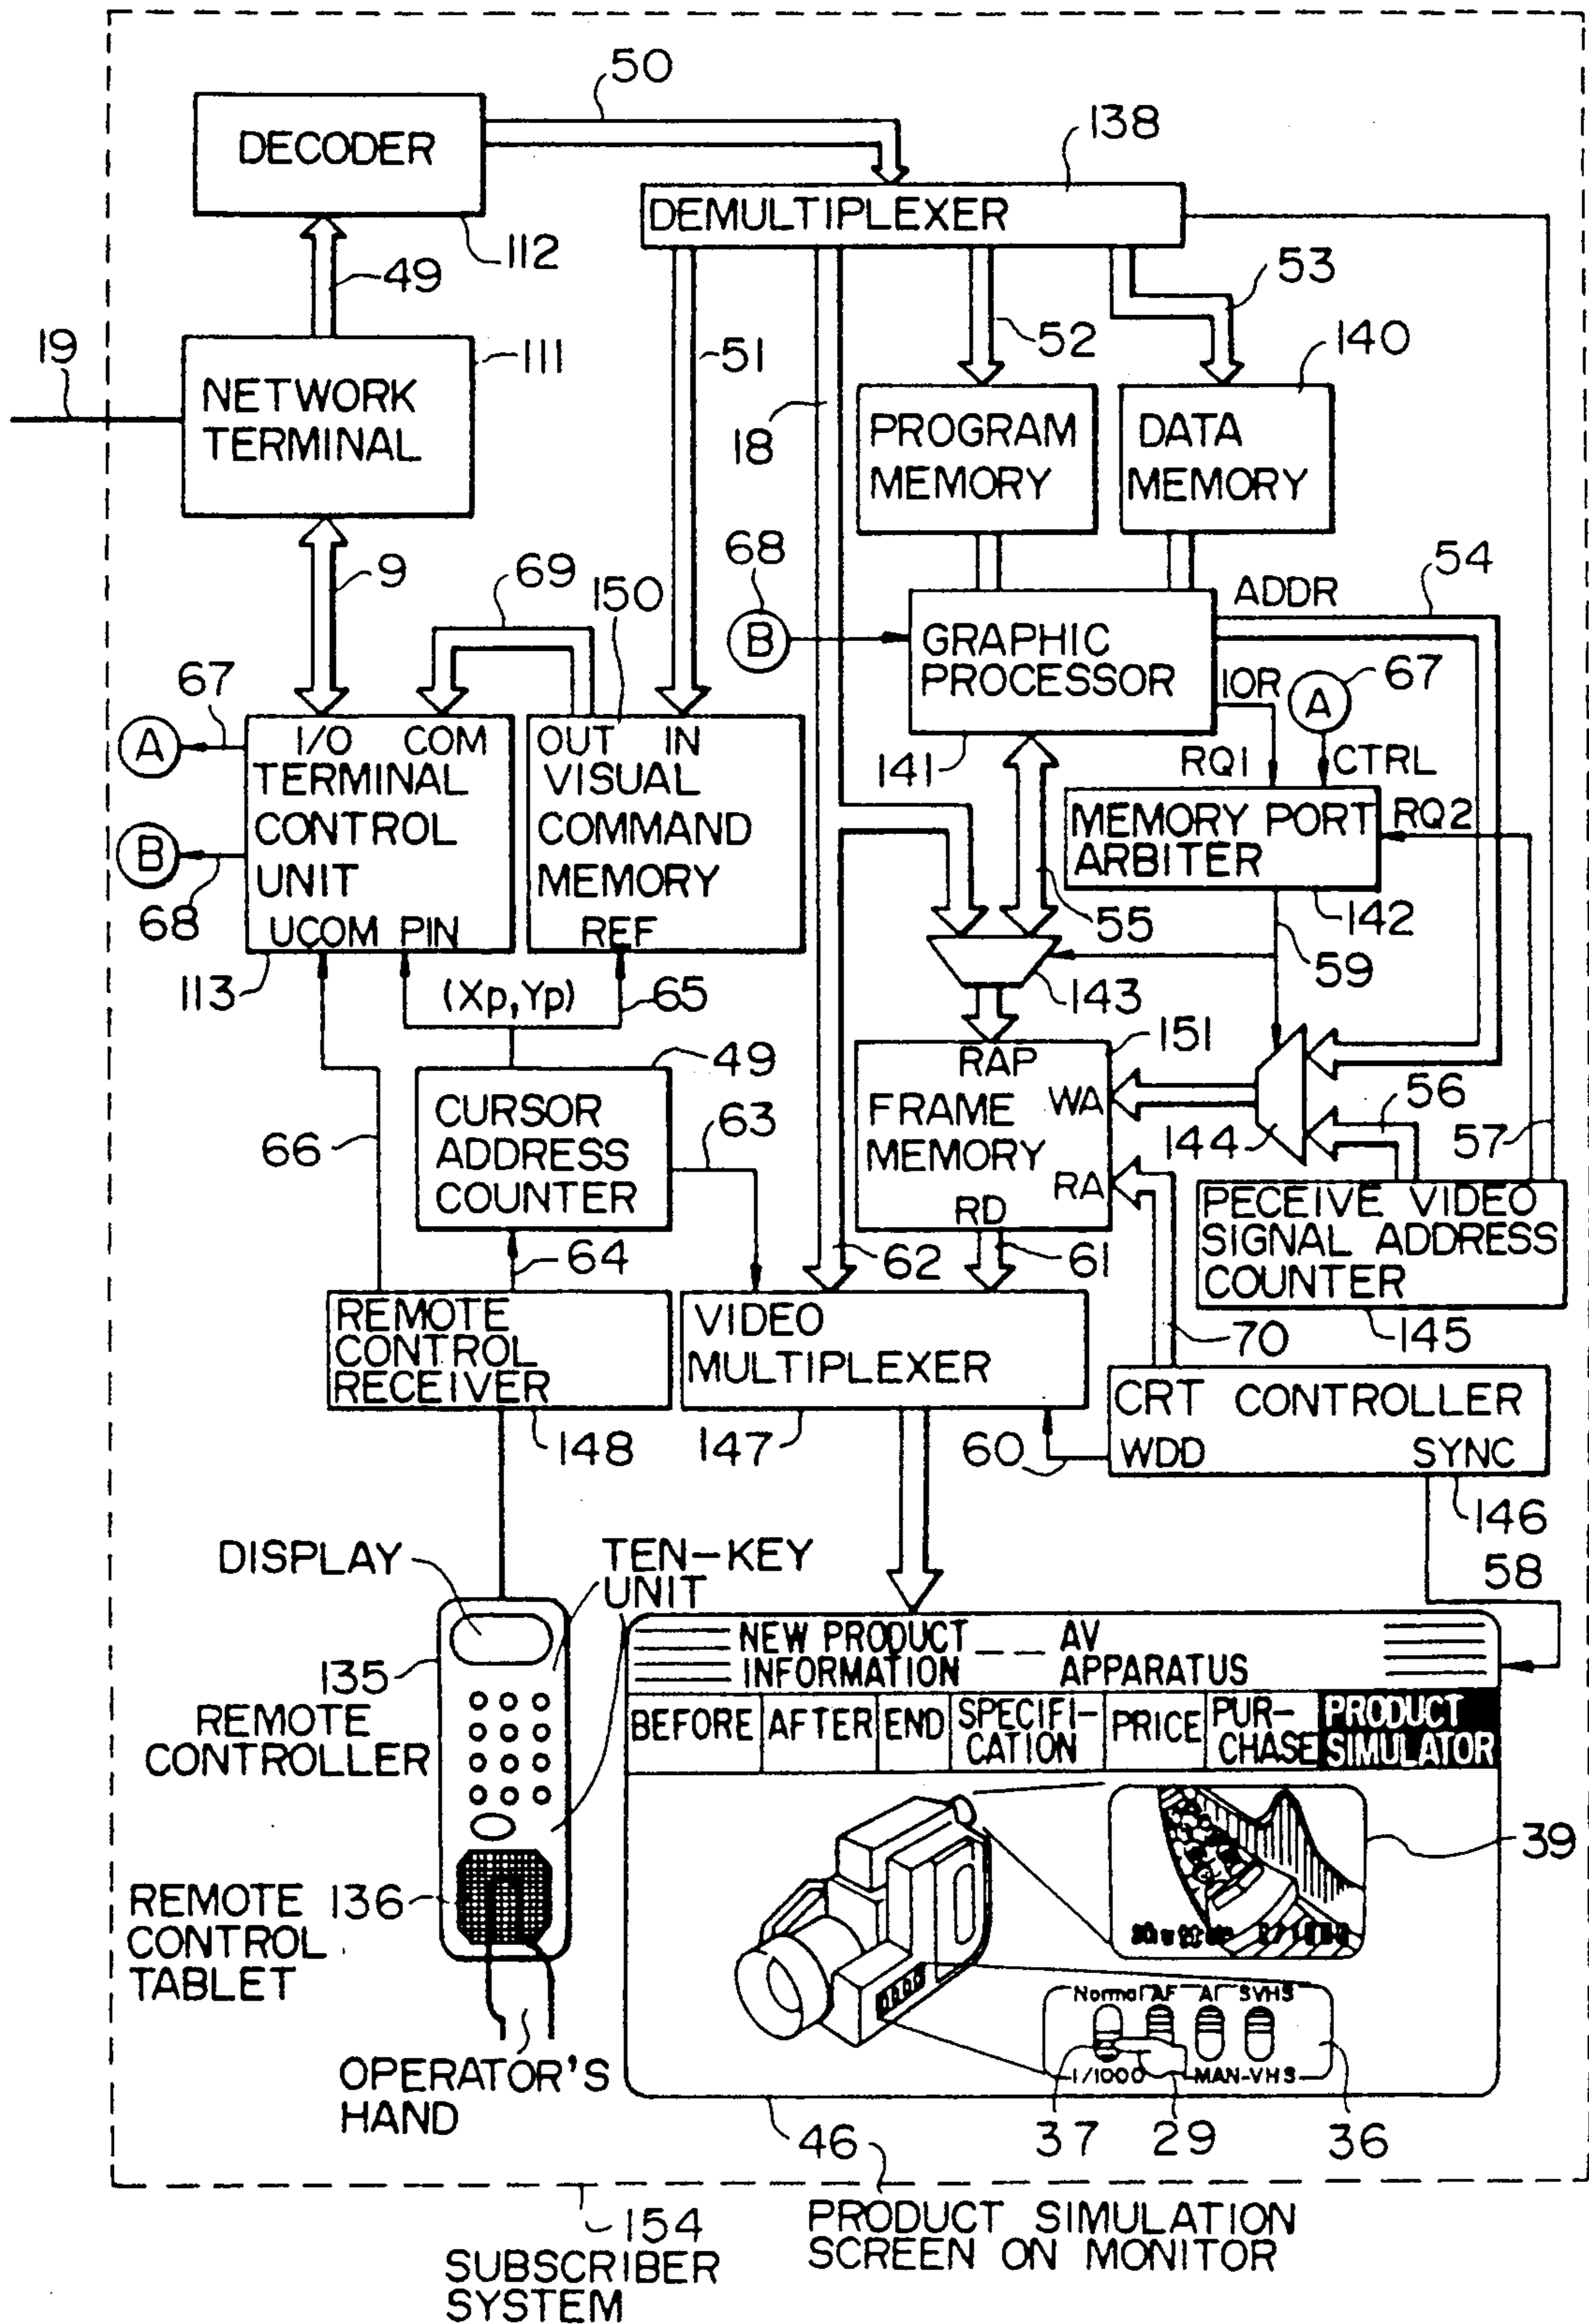 50
DECODER
138
DEMULTIPLEXER
112
49
53
19
111
52
140
51
NETWORK
TERMINAL
18
PROGRAM
MEMORY
DATA
MEMORY
9
69
150
68
B
ADDR
54
GRAPHIC
PROCESSOR
IOR
67
A
67
A
I/O COM
TERMINAL
CONTROL
UNIT
UCOM PIN
OUT IN
VISUAL
COMMAND
MEMORY
REF
141
RQ1
CTRL
MEMORY PORT
ARBITER
RQ2
B
68
55
142
59
113
(Xp,Yp)
65
143
151
49
RAP
FRAME
MEMORY
WA
RA
RD
56
144
57
66
CURSOR
ADDRESS
COUNTER
63
PECEIVE VIDEO
SIGNAL ADDRESS
COUNTER
64
62
61
145
REMOTE
CONTROL
RECEIVER
VIDEO
MULTIPLEXER
70
CRT CONTROLLER
WDD SYNC
148
147
60
146
58
DISPLAY
TEN-KEY
UNIT
135
REMOTE
CONTROLLER
NEW PRODUCT
INFORMATION
AV
APPARATUS
BEFORE
AFTER
END
SPECIFI-
CATION
PRICE
PUR-
CHASE
PRODUCT
SIMULATOR
39
REMOTE
CONTROL
TABLET
136
Normal AF AI SVHS
1/1000 MAN-VHS
OPERATOR'S
HAND
46
37
29
36
154
SUBSCRIBER
SYSTEM
PRODUCT SIMULATION
SCREEN ON MONITOR